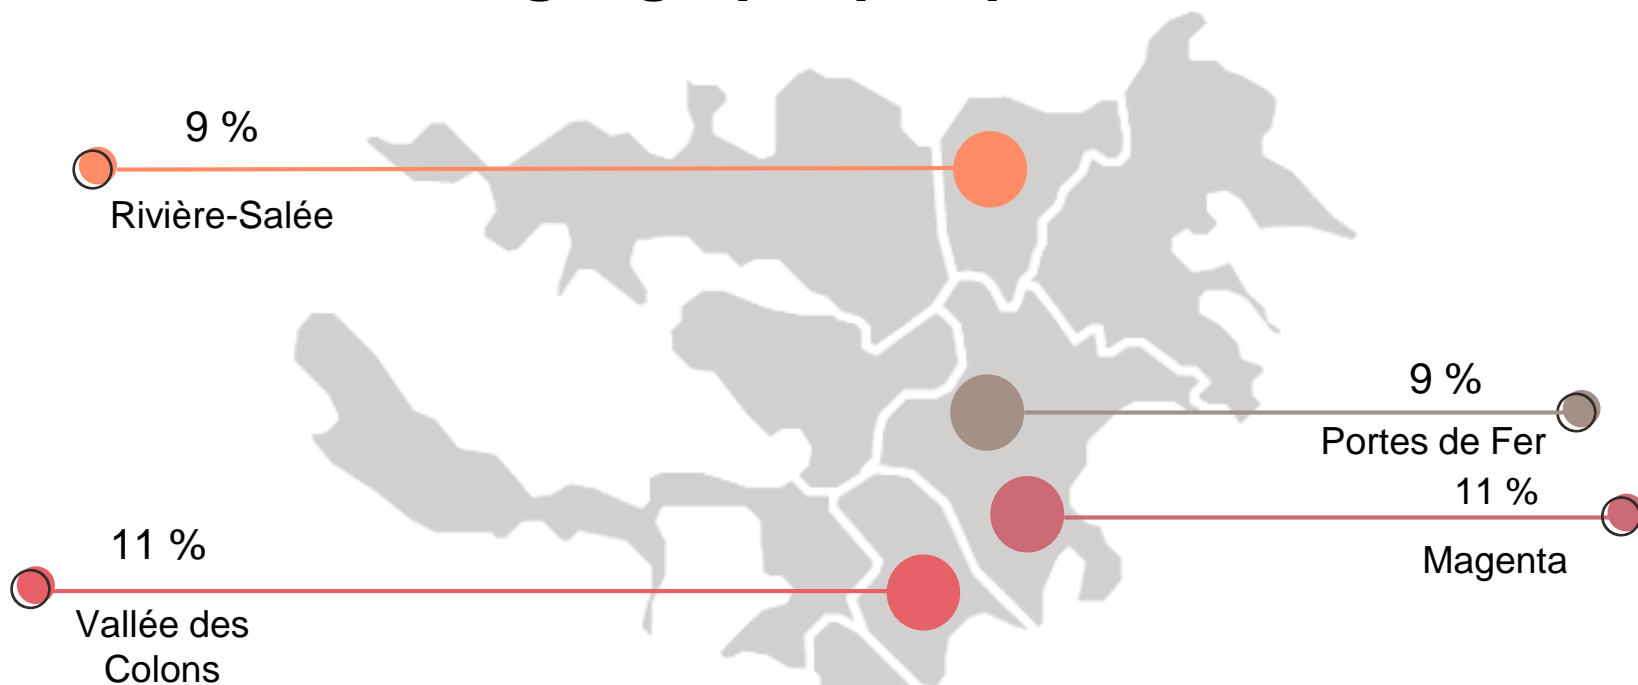 9 %
Rivière-Salée
9 %
Portes de Fer
11 %
Magenta
11 %
Vallée des
Colons